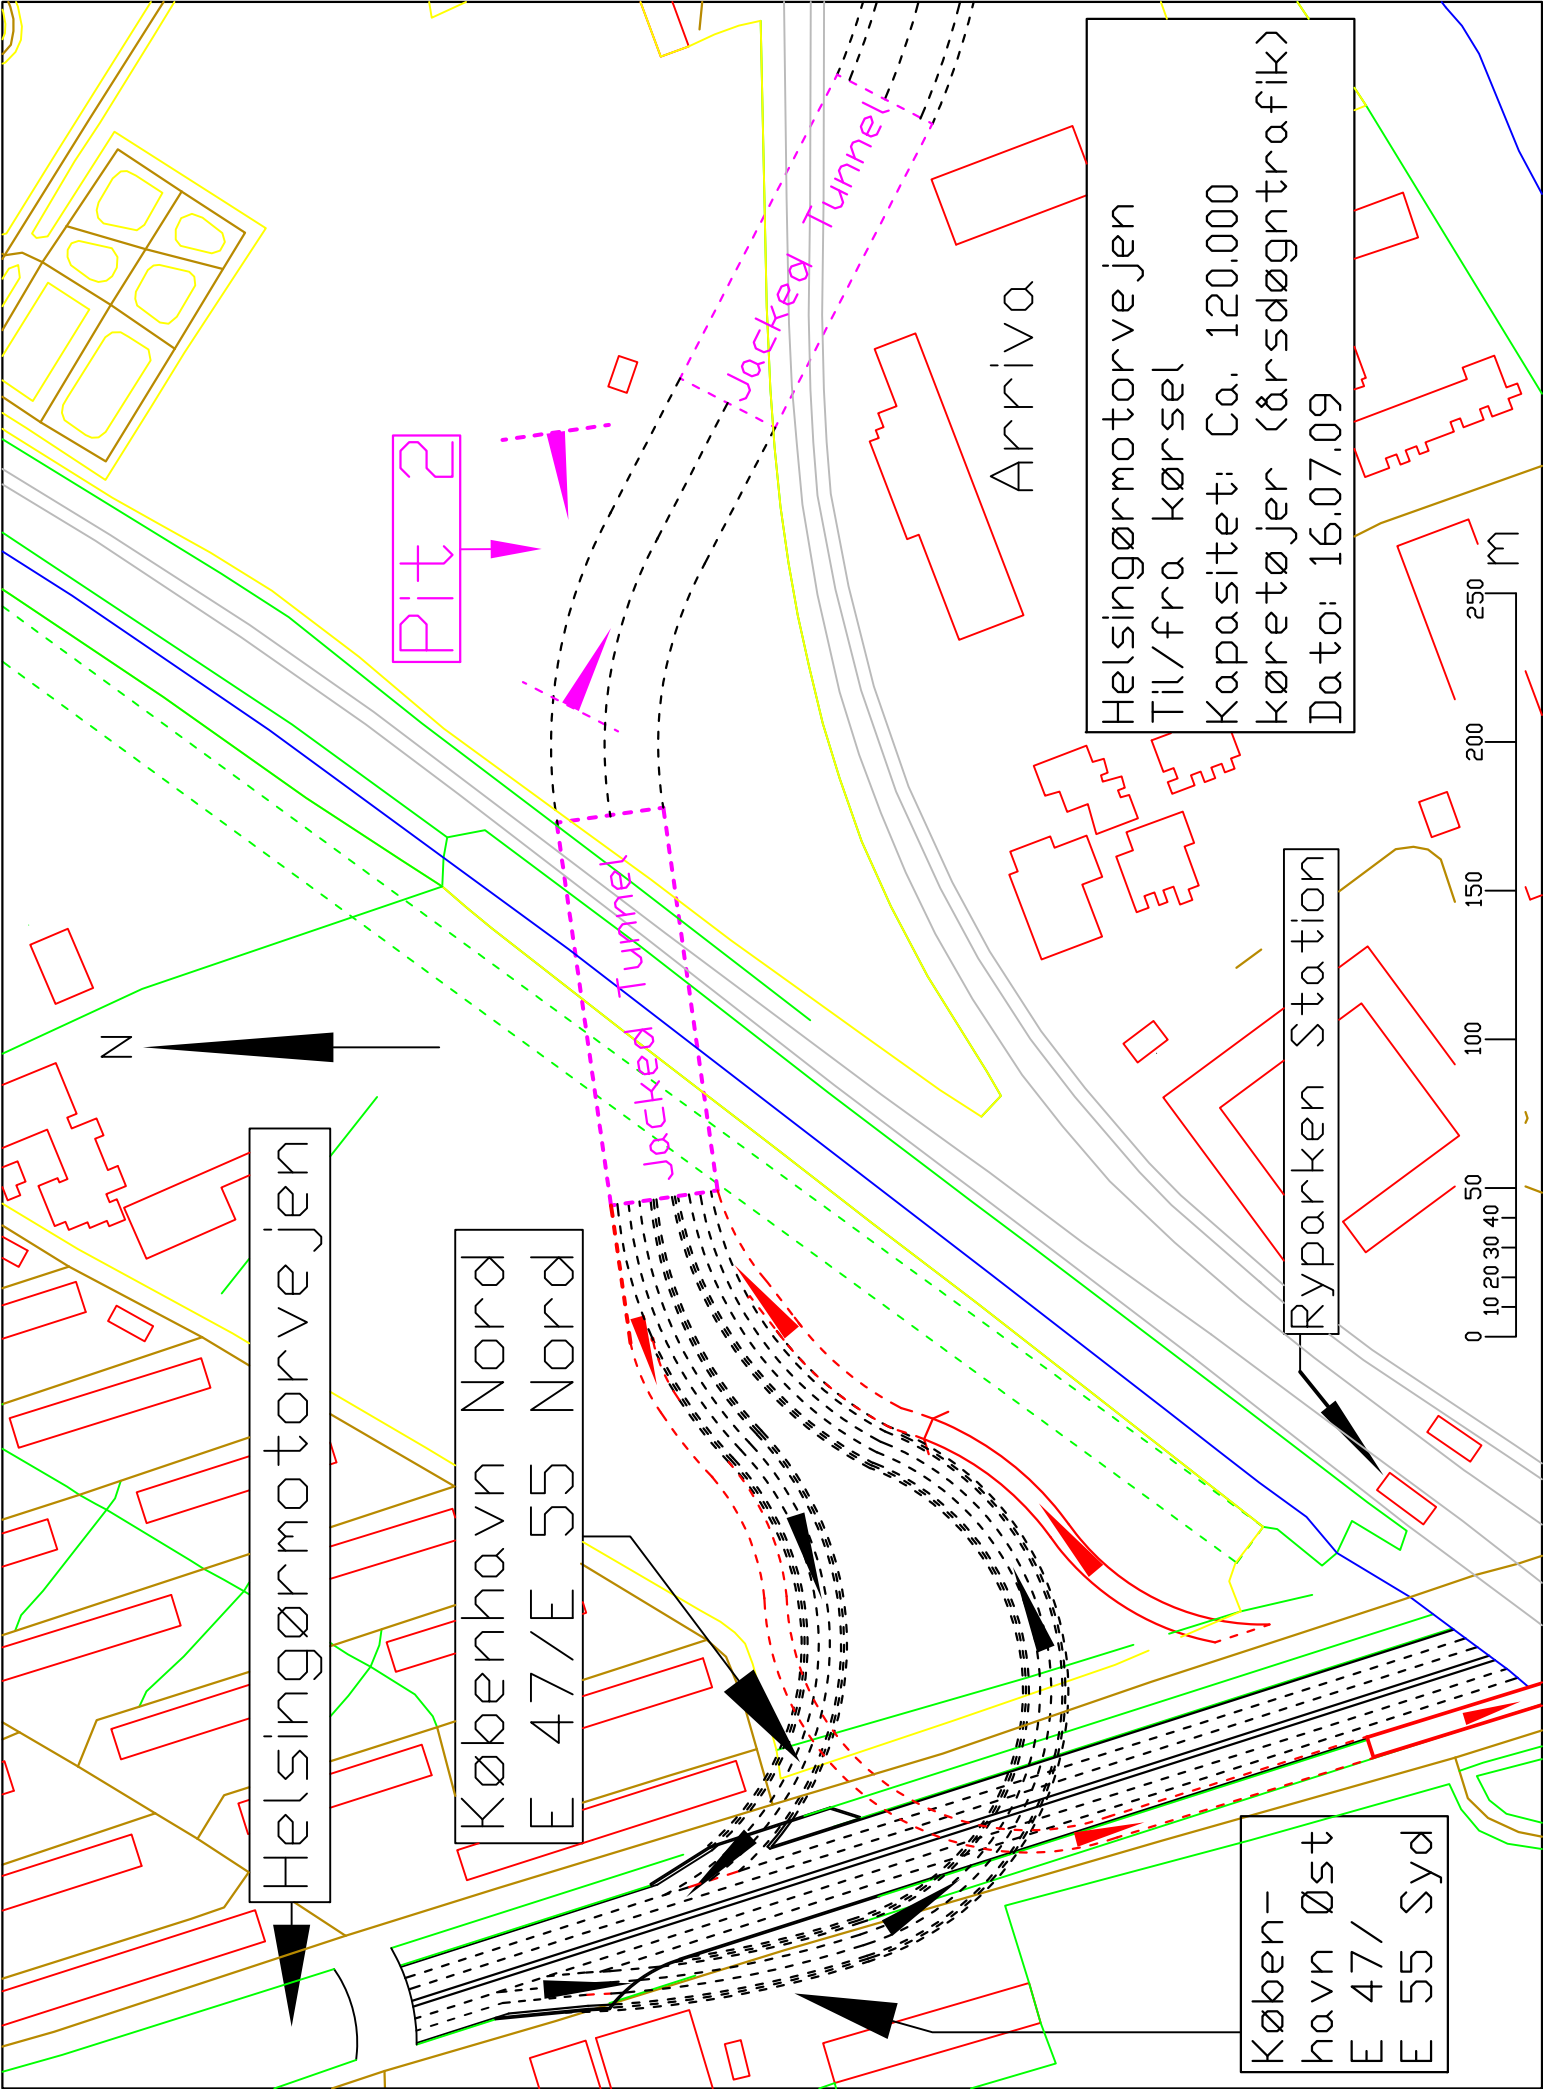 Helsingørmotorvejen
København Nord
E 47/E 55 Nord
Køben-
havn Øst
E 47/
E 55 Syd
N
Jacked Tunnel
Pit 2
Jacked Tunnel
Arriva
Ryparken Station
Helsingørmotorvejen
Til/fra kørsel
Kapasitet: Ca. 120.000
køretøjer (årsdøgntrafik)
Dato: 16.07.09
0 10 20 30 40 50 100 150 200 250 m